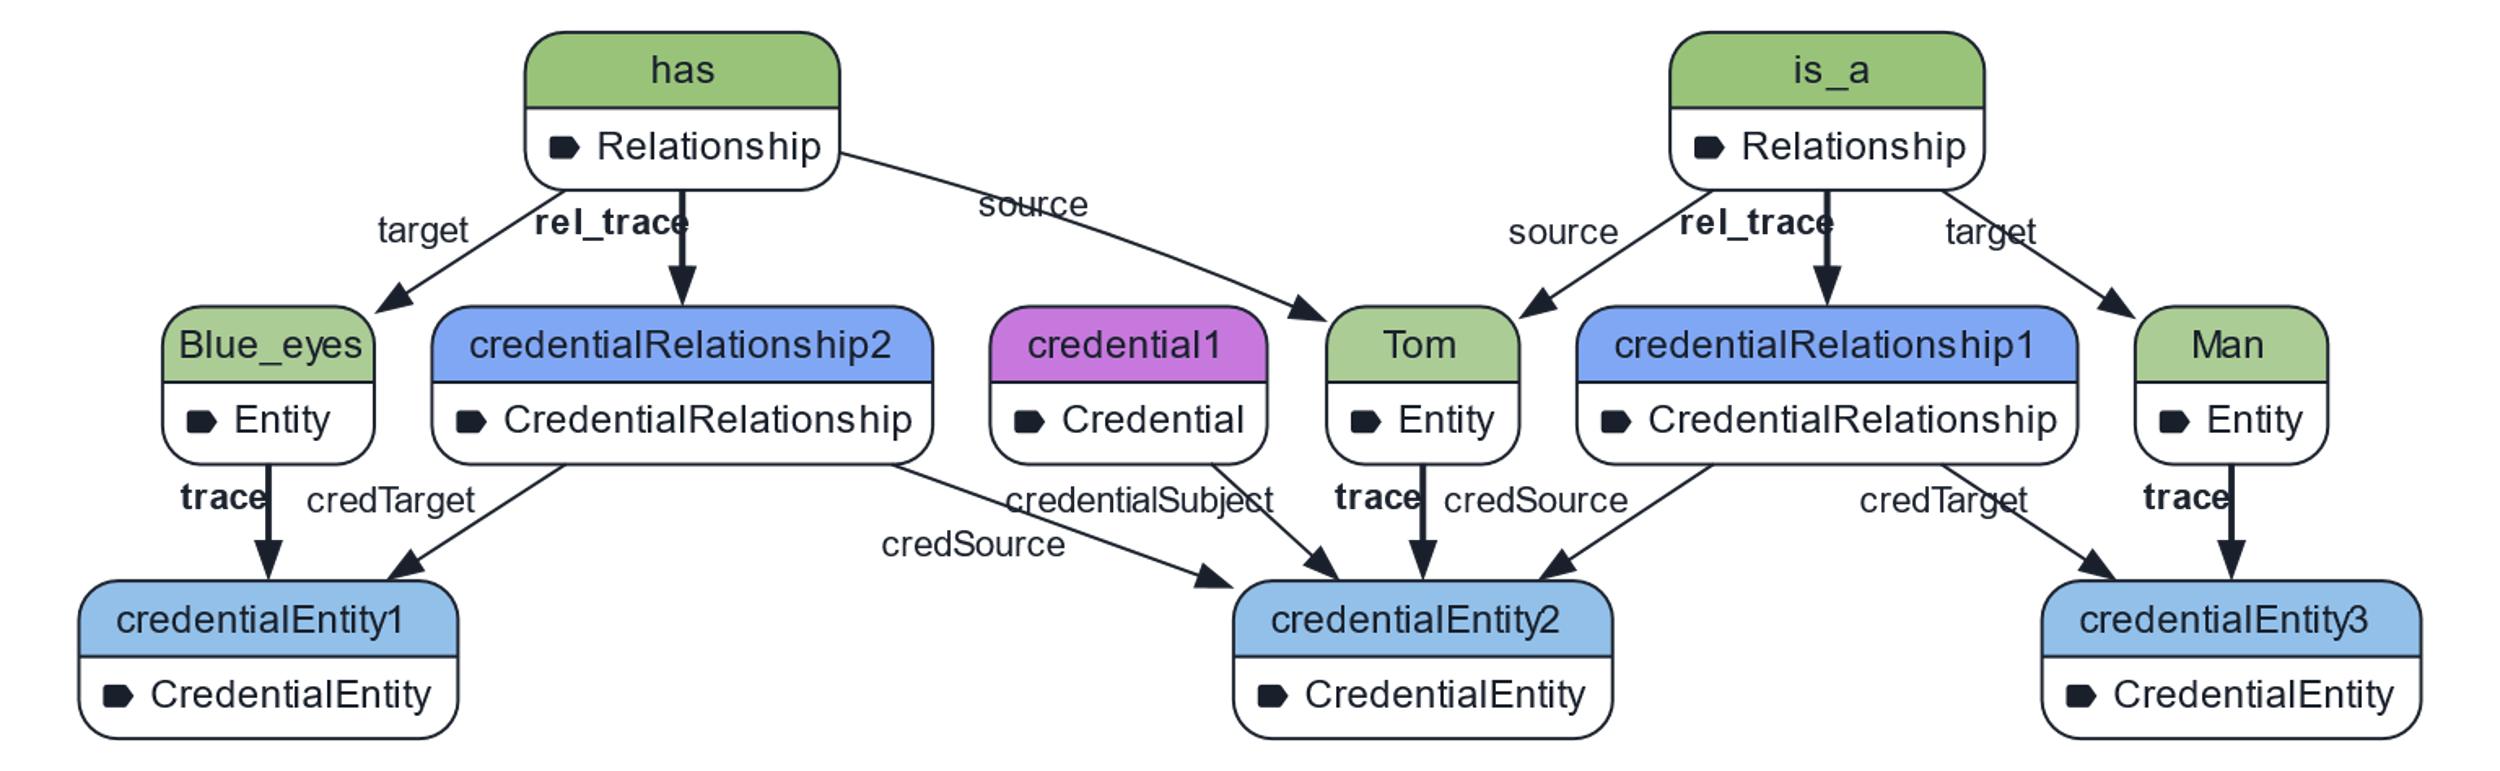 has
Relationship
is_a
Relationship
target
rel_trace
source
source
rel_trace
target
Blue_eyes
Entity
credentialRelationship2
CredentialRelationship
credential1
Credential
Tom
Entity
credentialRelationship1
CredentialRelationship
Man
Entity
trace
credTarget
credSource
credentialSubject
trace
credSource
credTarget
trace
credentialEntity1
CredentialEntity
credentialEntity2
CredentialEntity
credentialEntity3
CredentialEntity